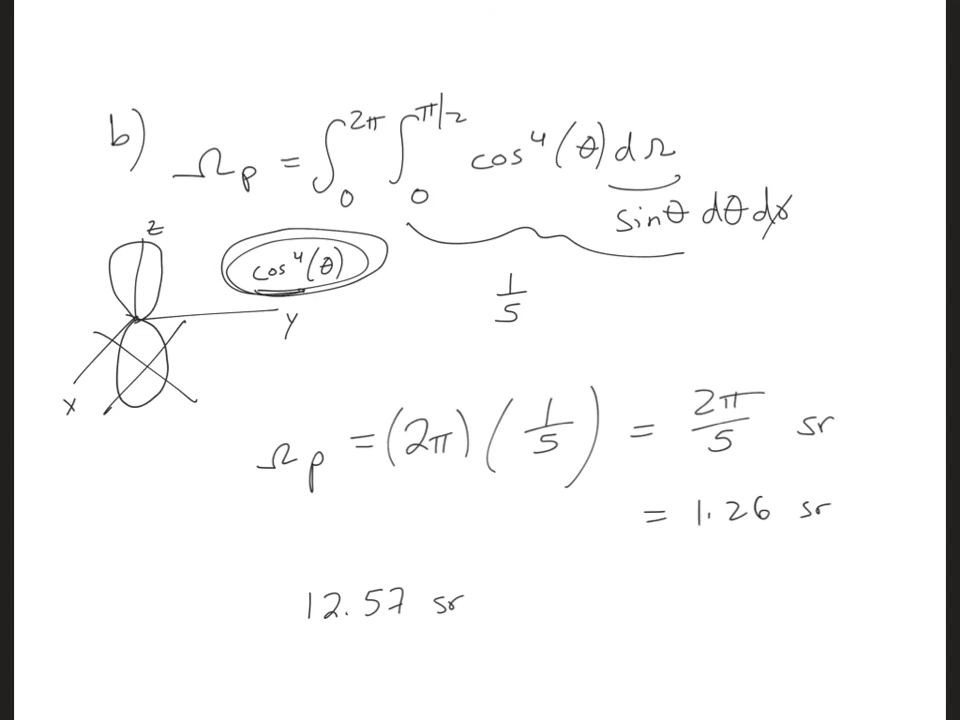 b) Ωₚ = ∫₀^2π ∫₀^π/2 cos⁴(θ) dΩ
sinθ dθ dø
z
cos⁴(θ)
1/5
y
x
Ωₚ = (2π) (1/5) = 2π/5 sr
= 1.26 sr
12.57 sr